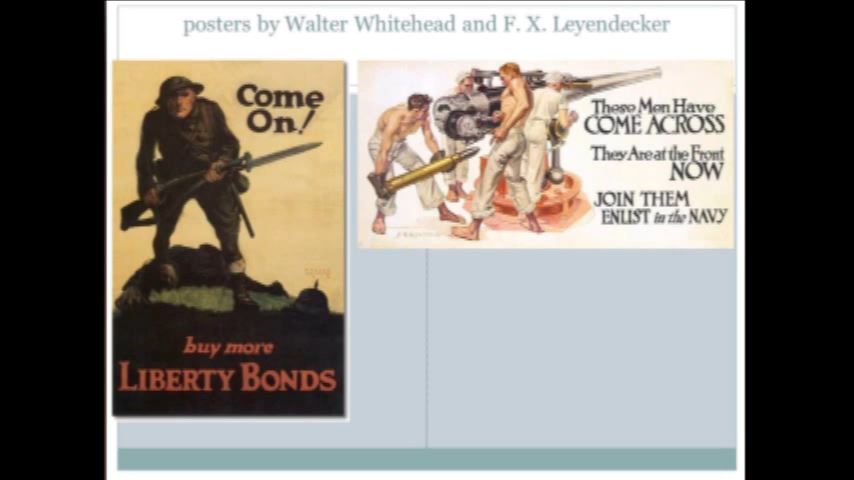 posters by Walter Whitehead and F. X. Leyendecker
Come
On!
buy more
LIBERTY BONDS
These Men Have
COME ACROSS
They Are at the Front
NOW
JOIN THEM
ENLIST in the NAVY